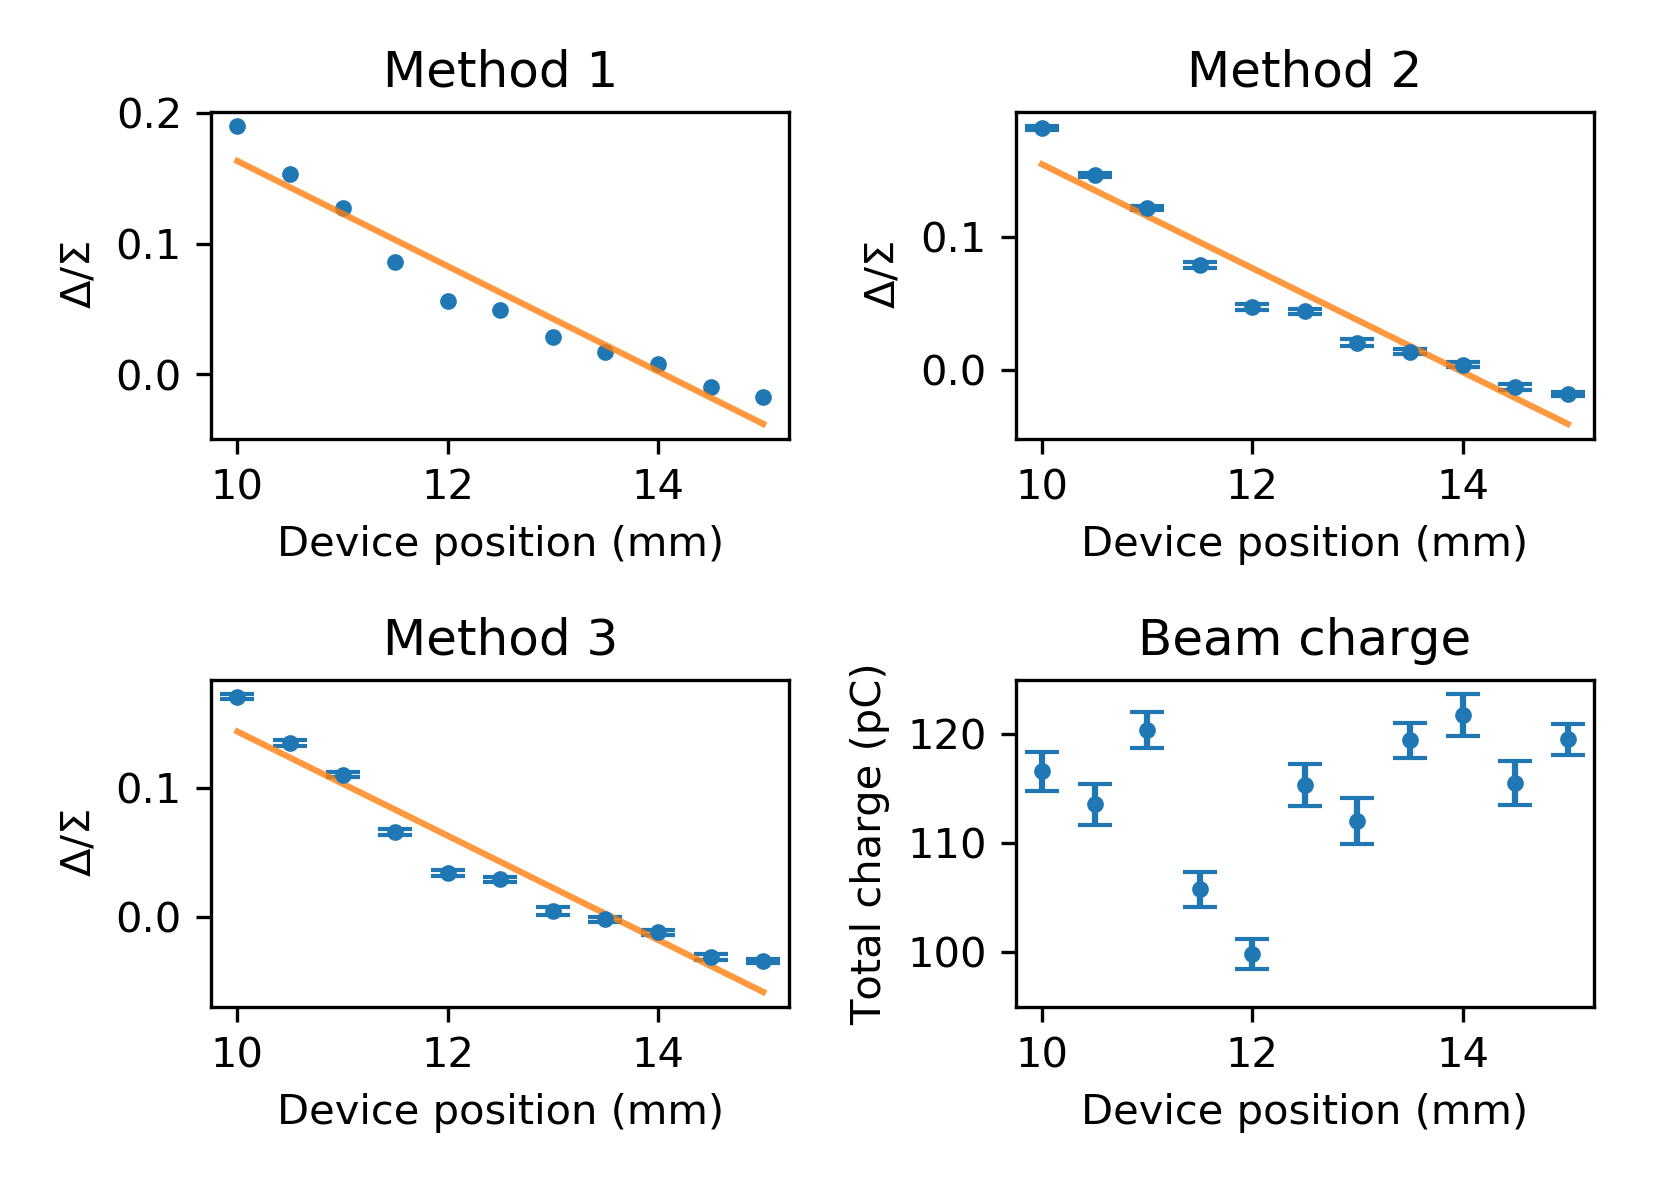 Method 1
0.2
0.1
0.0
Δ/Σ
10 12 14
Device position (mm)
Method 2
0.1
0.0
Δ/Σ
10 12 14
Device position (mm)
Method 3
0.1
0.0
Δ/Σ
10 12 14
Device position (mm)
Beam charge
120
110
100
Total charge (pC)
10 12 14
Device position (mm)